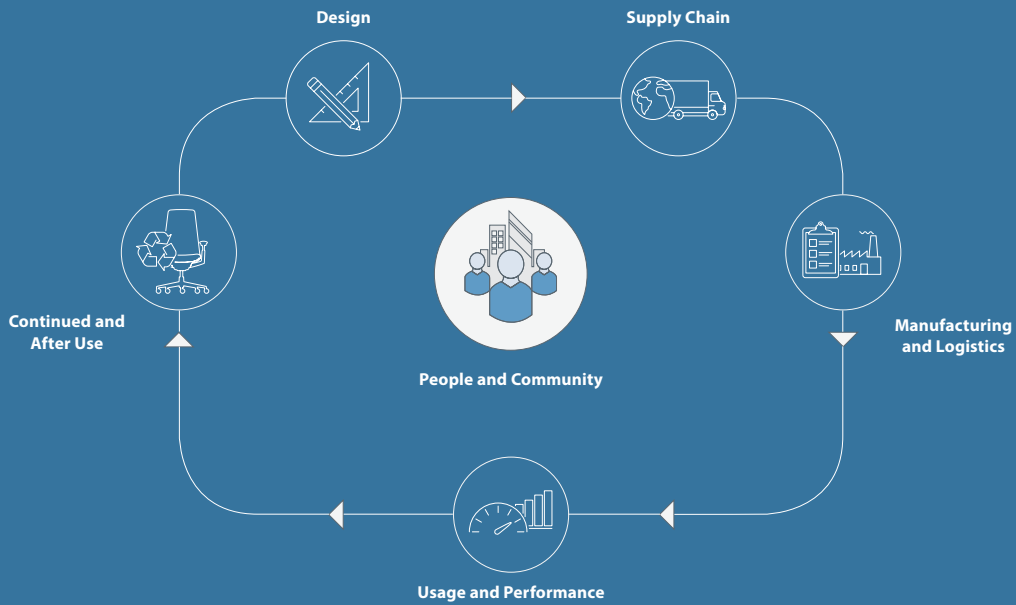 Design
Supply Chain
Continued and
After Use
Manufacturing
and Logistics
People and Community
Usage and Performance